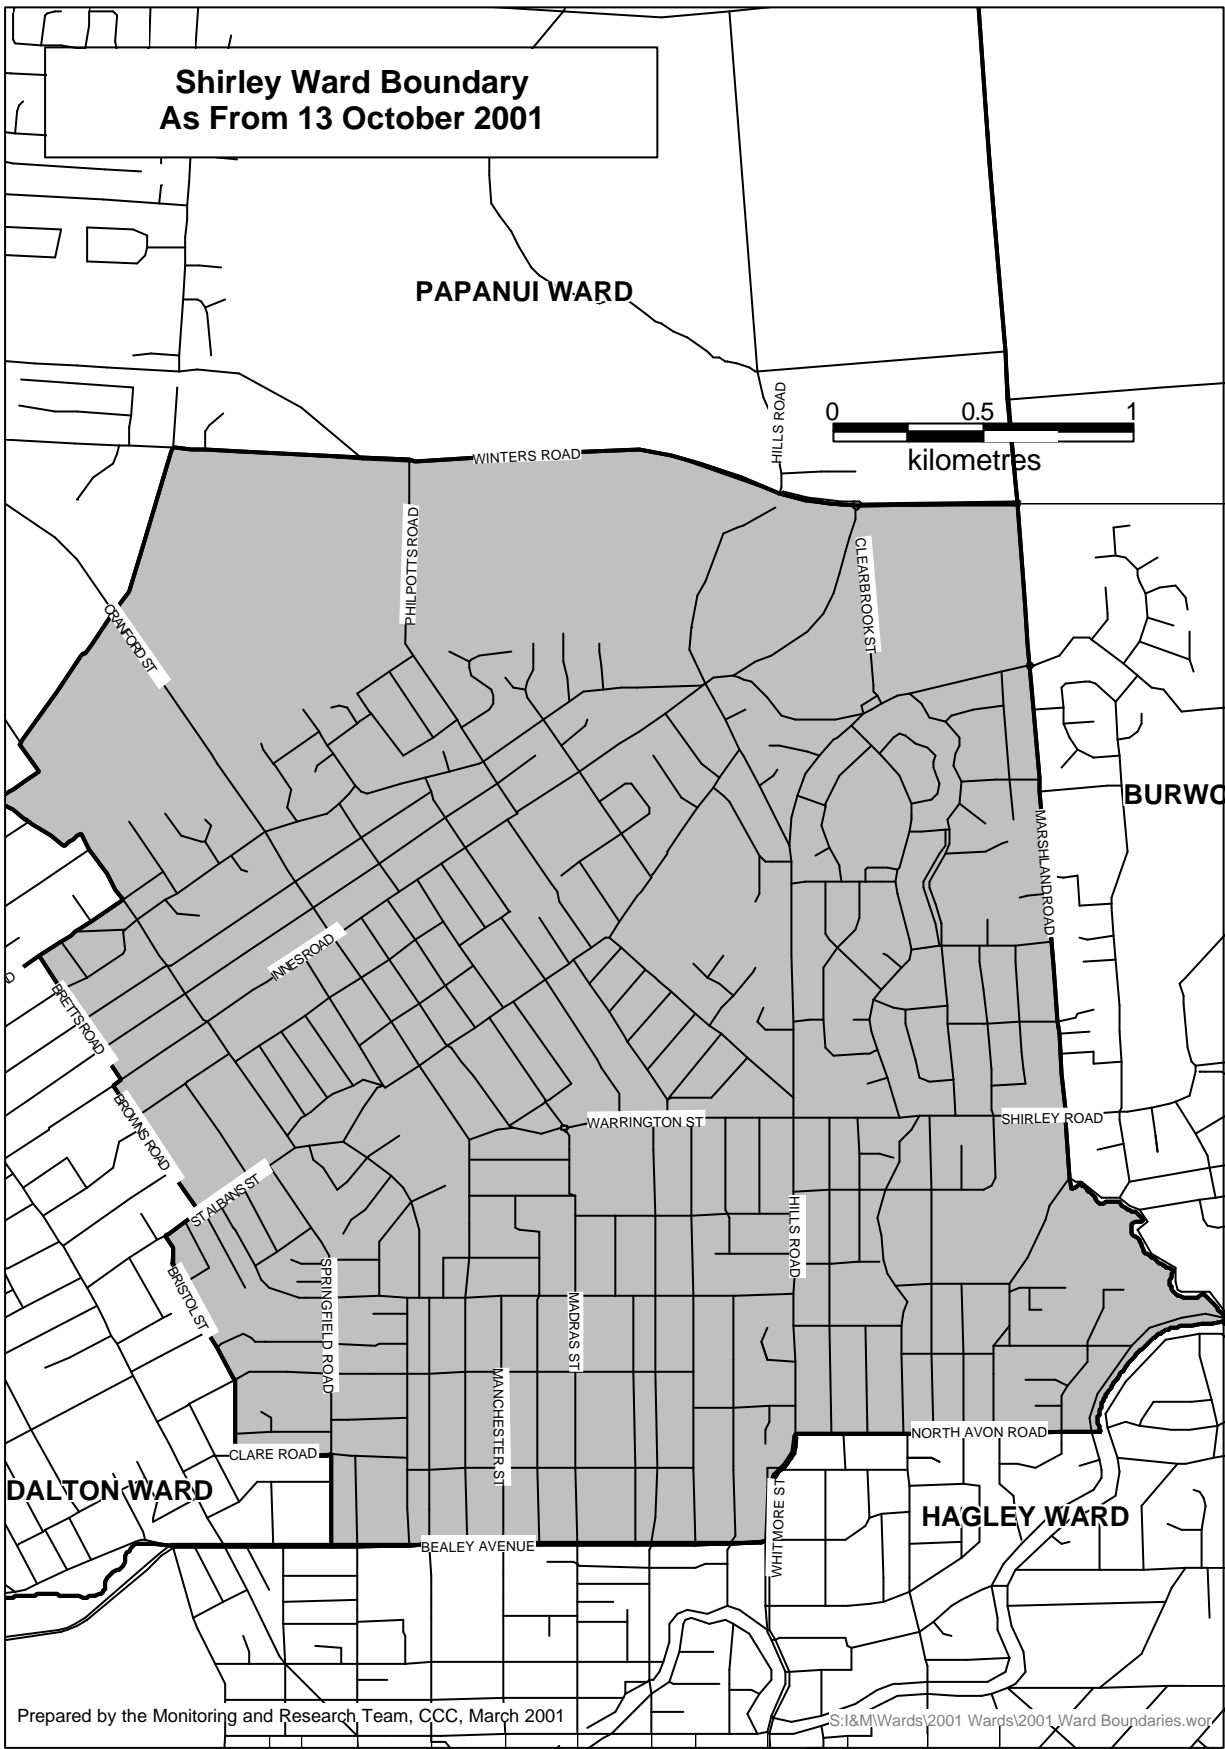 Shirley Ward Boundary
As From 13 October 2001
PAPANUI WARD
HILLS ROAD
0 0.5 1
kilometres
WINTERS ROAD
PHILPOTTS ROAD
CLEARBROOK ST
CRANFORD ST
BURWO
MARSHLAND ROAD
INNES ROAD
D
BRETTS ROAD
BROWNS ROAD
WARRINGTON ST
SHIRLEY ROAD
ST ALBANS ST
HILLS ROAD
BRISTOL ST
SPRINGFIELD ROAD
MADRAS ST
MANCHESTER ST
NORTH AVON ROAD
CLARE ROAD
DALTON WARD
WHITMORE ST
HAGLEY WARD
BEALEY AVENUE
Prepared by the Monitoring and Research Team, CCC, March 2001
S:I&M\Wards\2001 Wards\2001 Ward Boundaries.wor